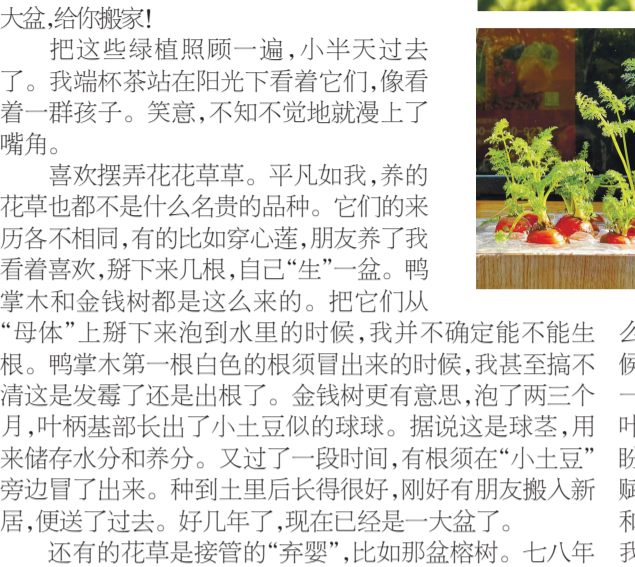 大盆,给你搬家!
把这些绿植照顾一遍,小半天过去
了。我端杯茶站在阳光下看着它们,像看
着一群孩子。笑意,不知不觉地就漫上了
嘴角。
喜欢摆弄花花草草。平凡如我,养的
花草也都不是什么名贵的品种。它们的来
历各不相同,有的比如穿心莲,朋友养了我
看着喜欢,掰下来几根,自己“生”一盆。鸭
掌木和金钱树都是这么来的。把它们从
“母体”上掰下来泡到水里的时候,我并不确定能不能生
根。鸭掌木第一根白色的根须冒出来的时候,我甚至搞不
清这是发霉了还是出根了。金钱树更有意思,泡了两三个
月,叶柄基部长出了小土豆似的球球。据说这是球茎,用
来储存水分和养分。又过了一段时间,有根须在“小土豆”
旁边冒了出来。种到土里后长得很好,刚好有朋友搬入新
居,便送了过去。好几年了,现在已经是一大盆了。
还有的花草是接管的“弃婴”,比如那盆榕树。七八年
么
候
一
叶
盼
赋
和
我